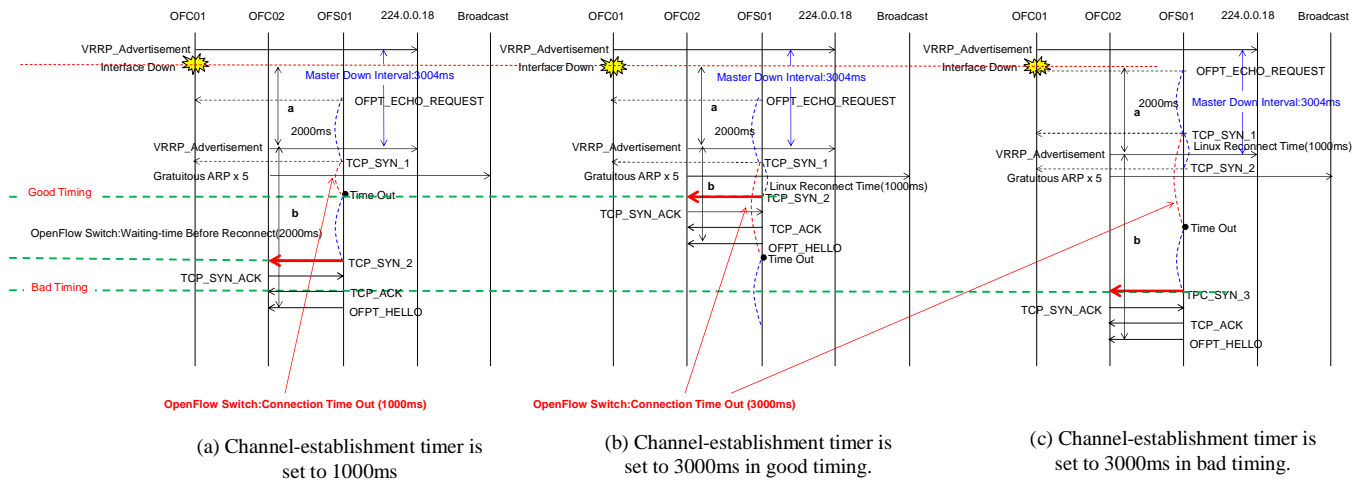 OFC01 OFC02 OFS01 224.0.0.18 Broadcast
VRRP_Advertisement
Interface Down
Master Down Interval:3004ms
OFPT_ECHO_REQUEST
a
2000ms
VRRP_Advertisement
TCP_SYN_1
Gratuitous ARP x 5
Good Timing
Time Out
b
OpenFlow Switch:Waiting-time Before Reconnect(2000ms)
TCP_SYN_2
TCP_SYN_ACK
Bad Timing
TCP_ACK
OFPT_HELLO
OpenFlow Switch:Connection Time Out (1000ms)
(a) Channel-establishment timer is
set to 1000ms
OFC01 OFC02 OFS01 224.0.0.18 Broadcast
VRRP_Advertisement
Interface Down
Master Down Interval:3004ms
OFPT_ECHO_REQUEST
a
2000ms
VRRP_Advertisement
TCP_SYN_1
Gratuitous ARP x 5
b
Linux Reconnect Time(1000ms)
TCP_SYN_2
TCP_SYN_ACK
TCP_ACK
OFPT_HELLO
Time Out
OpenFlow Switch:Connection Time Out (3000ms)
(b) Channel-establishment timer is
set to 3000ms in good timing.
OFC01 OFC02 OFS01 224.0.0.18 Broadcast
VRRP_Advertisement
Interface Down
OFPT_ECHO_REQUEST
2000ms
Master Down Interval:3004ms
a
TCP_SYN_1
Linux Reconnect Time(1000ms)
VRRP_Advertisement
TCP_SYN_2
Gratuitous ARP x 5
Time Out
b
TPC_SYN_3
TCP_SYN_ACK
TCP_ACK
OFPT_HELLO
(c) Channel-establishment timer is
set to 3000ms in bad timing.